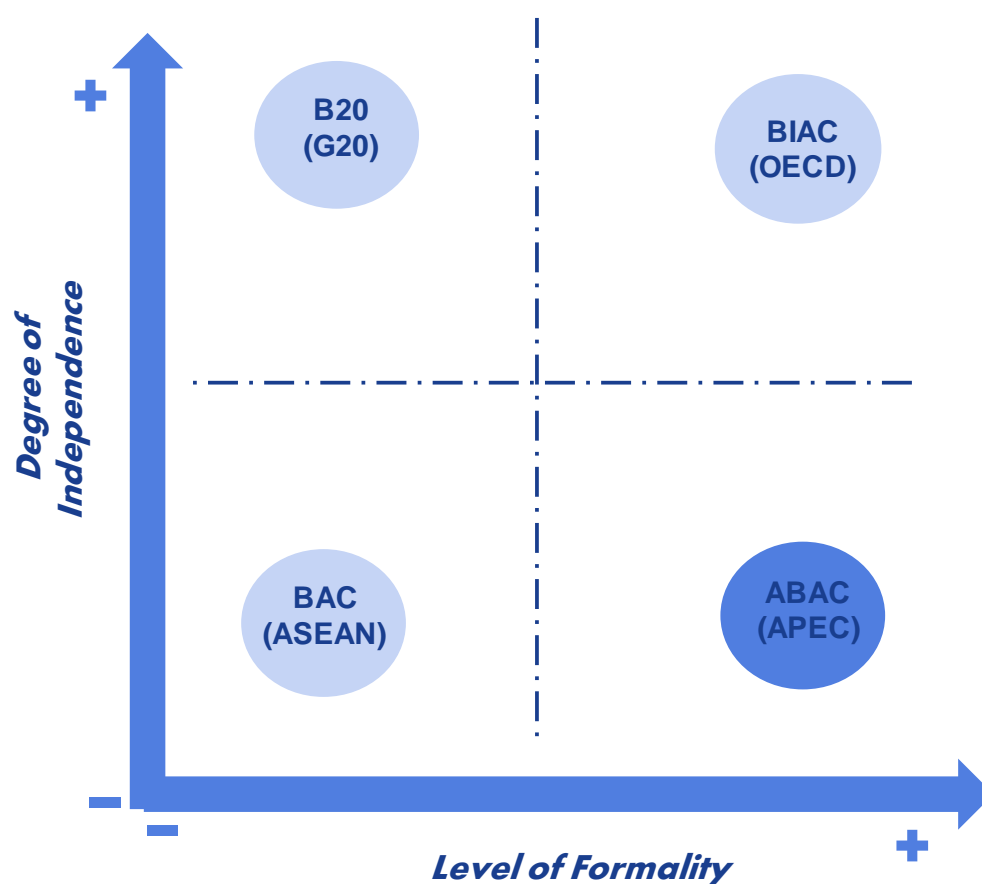 B20
(G20)
BIAC
(OECD)
Degree of
Independence
BAC
(ASEAN)
ABAC
(APEC)
Level of Formality